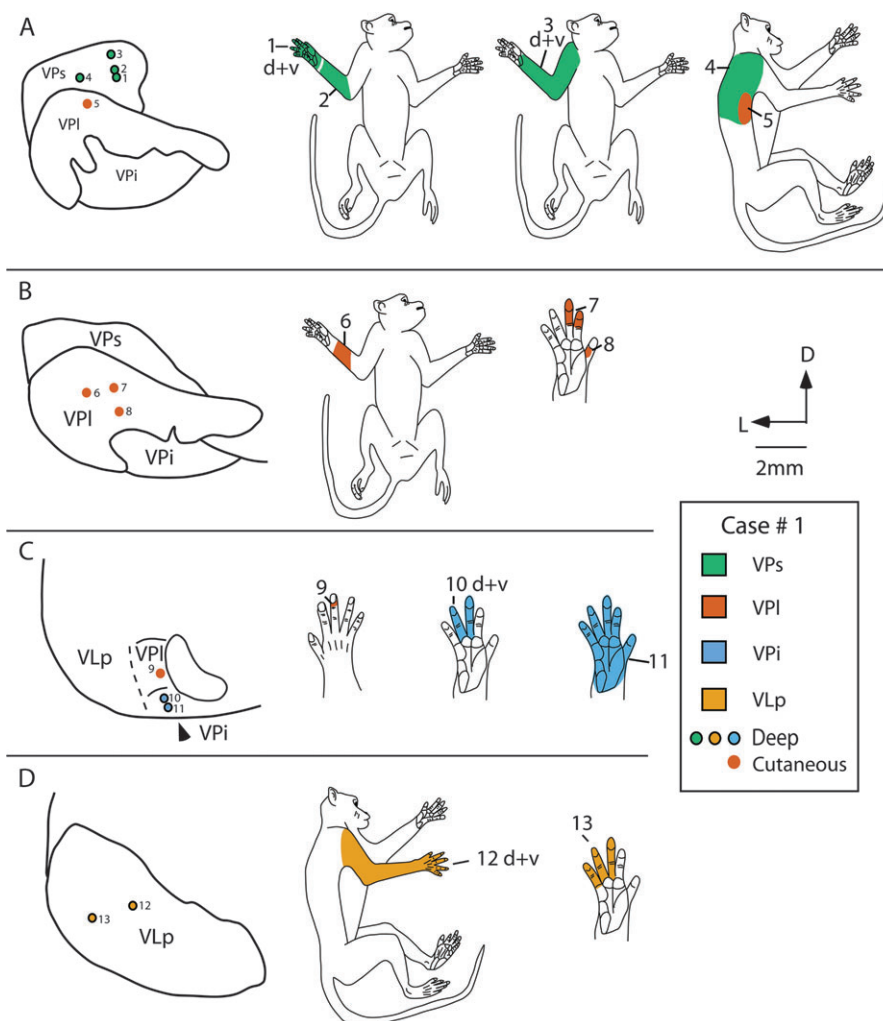 A
VPs
3
4
2
1
5
VPl
VPi
1
d+v
2
3
d+v
4
5
B
VPs
6
7
8
VPl
VPi
6
7
8
D
L
2mm
C
VLp
VPl
9
10
11
VPi
9
10 d+v
11
Case # 1
VPs
VPl
VPi
VLp
Deep
Cutaneous
D
12
13
VLp
12 d+v
13